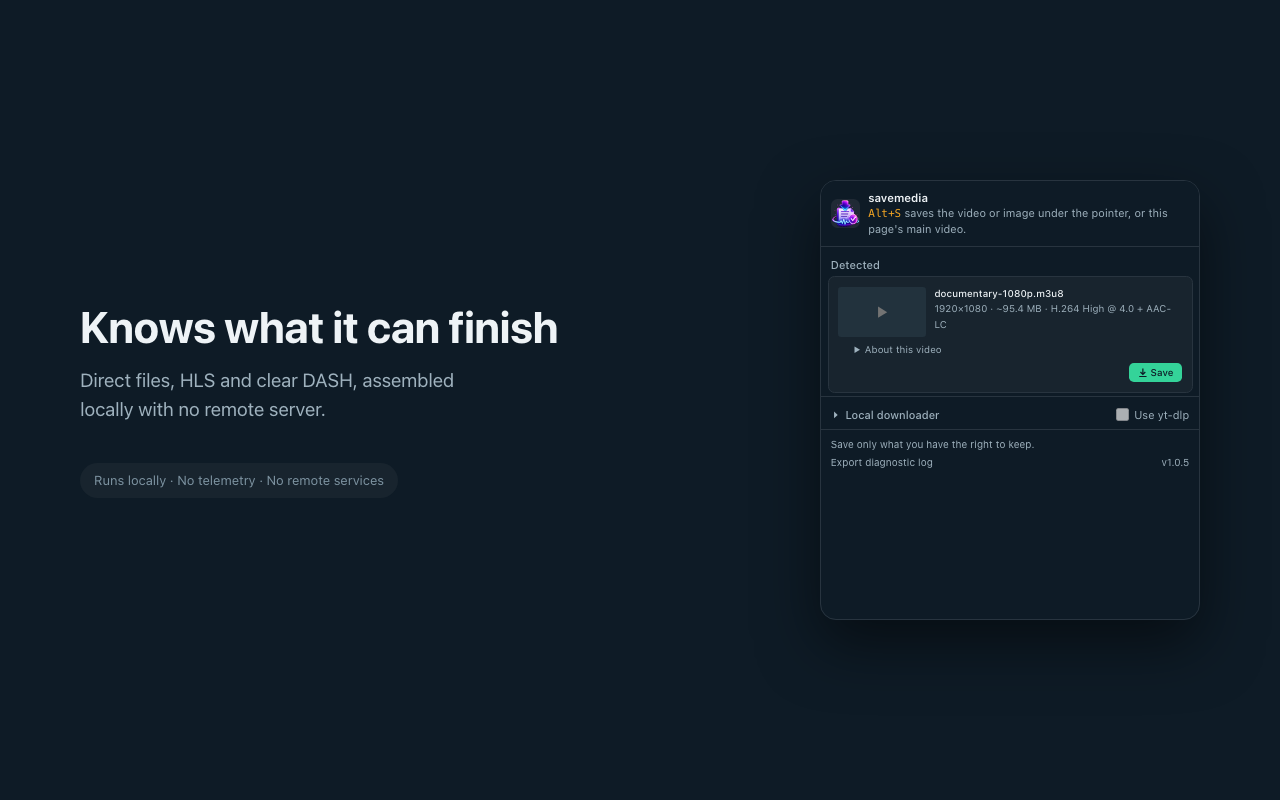 Knows what it can finish
Direct files, HLS and clear DASH, assembled
locally with no remote server.
Runs locally · No telemetry · No remote services
savemedia
Alt+S saves the video or image under the pointer, or this
page's main video.
Detected
documentary-1080p.m3u8
1920×1080 · ~95.4 MB · H.264 High @ 4.0 + AAC-
LC
About this video
Save
Local downloader
Use yt-dlp
Save only what you have the right to keep.
Export diagnostic log
v1.0.5